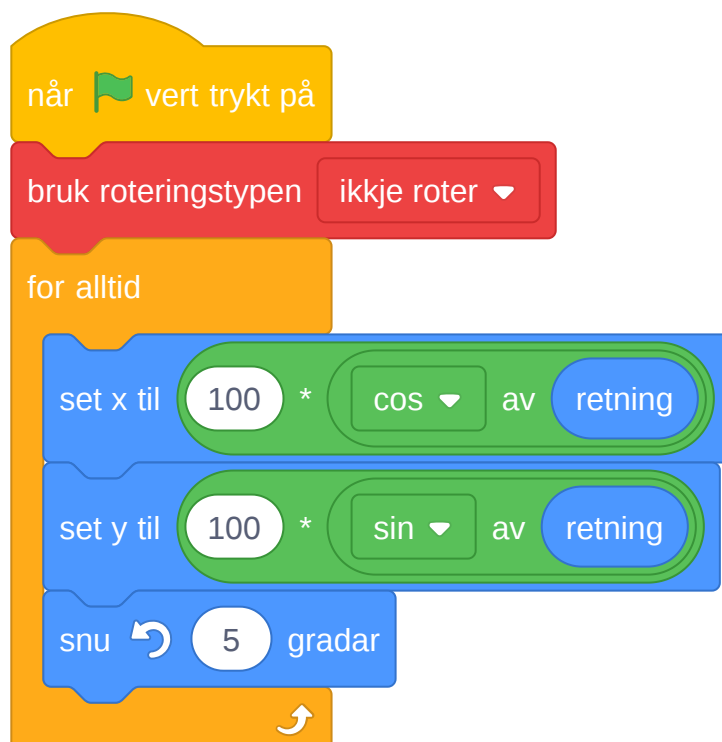 når vert trykt på
bruk roteringstypen ikkje roter
for alltid
set x til 100 * cos av retning
set y til 100 * sin av retning
snu 5 gradar